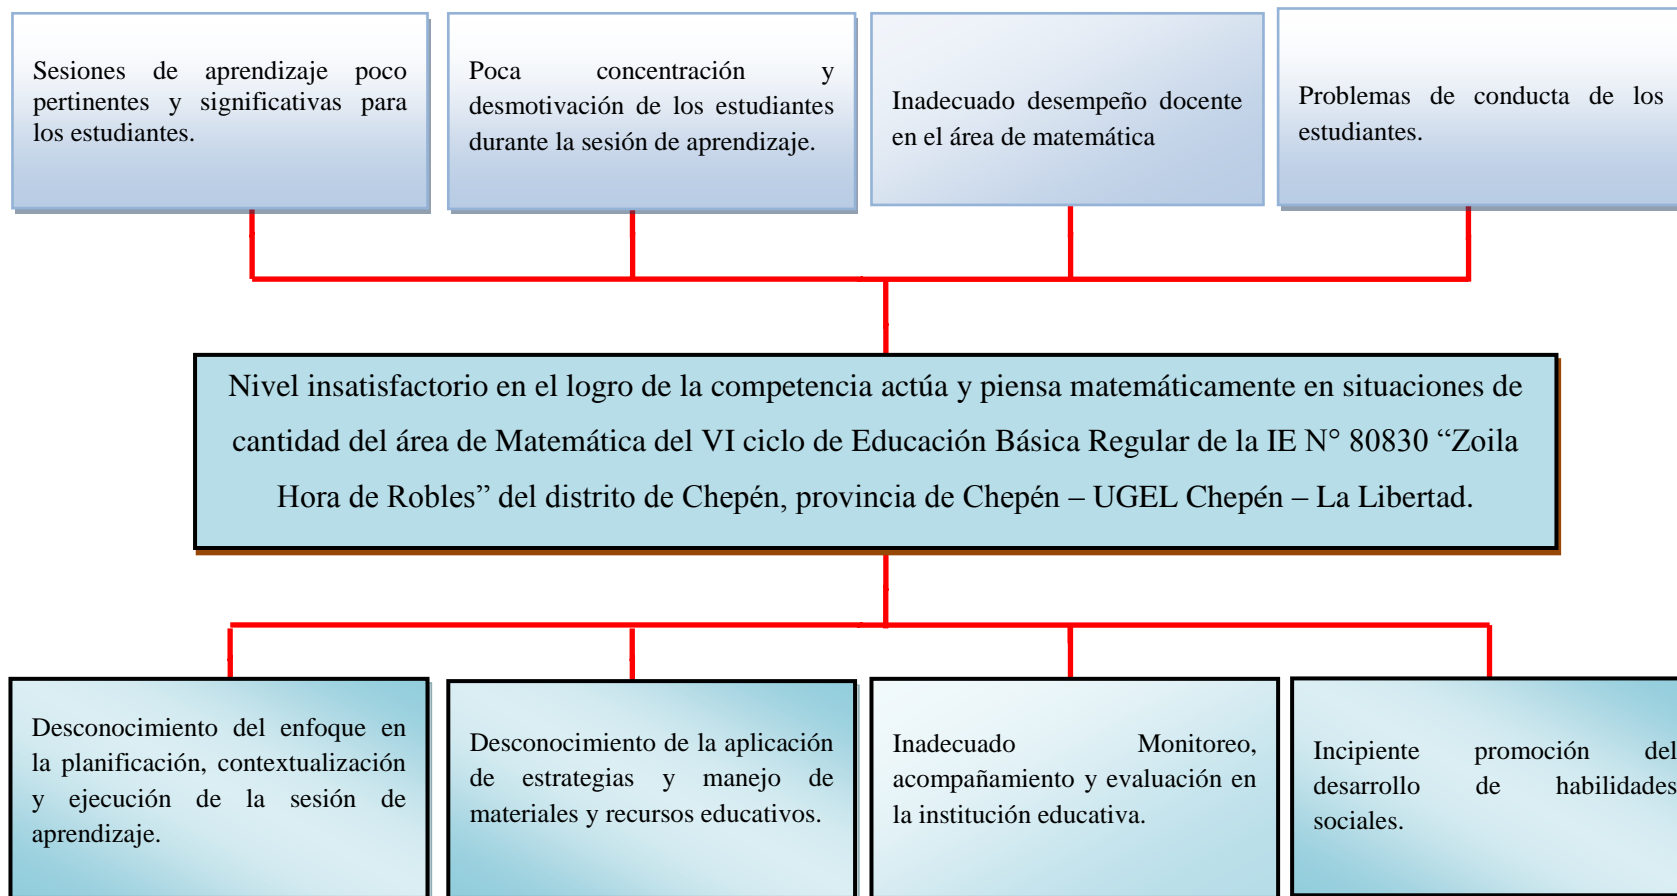 Sesiones de aprendizaje poco
pertinentes y significativas para
los estudiantes.
Poca concentración y
desmotivación de los estudiantes
durante la sesión de aprendizaje.
Inadecuado desempeño docente
en el área de matemática
Problemas de conducta de los
estudiantes.
Nivel insatisfactorio en el logro de la competencia actúa y piensa matemáticamente en situaciones de
cantidad del área de Matemática del VI ciclo de Educación Básica Regular de la IE N° 80830 “Zoila
Hora de Robles” del distrito de Chepén, provincia de Chepén – UGEL Chepén – La Libertad.
Desconocimiento del enfoque en
la planificación, contextualización
y ejecución de la sesión de
aprendizaje.
Desconocimiento de la aplicación
de estrategias y manejo de
materiales y recursos educativos.
Inadecuado Monitoreo,
acompañamiento y evaluación en
la institución educativa.
Incipiente promoción del
desarrollo de habilidades
sociales.